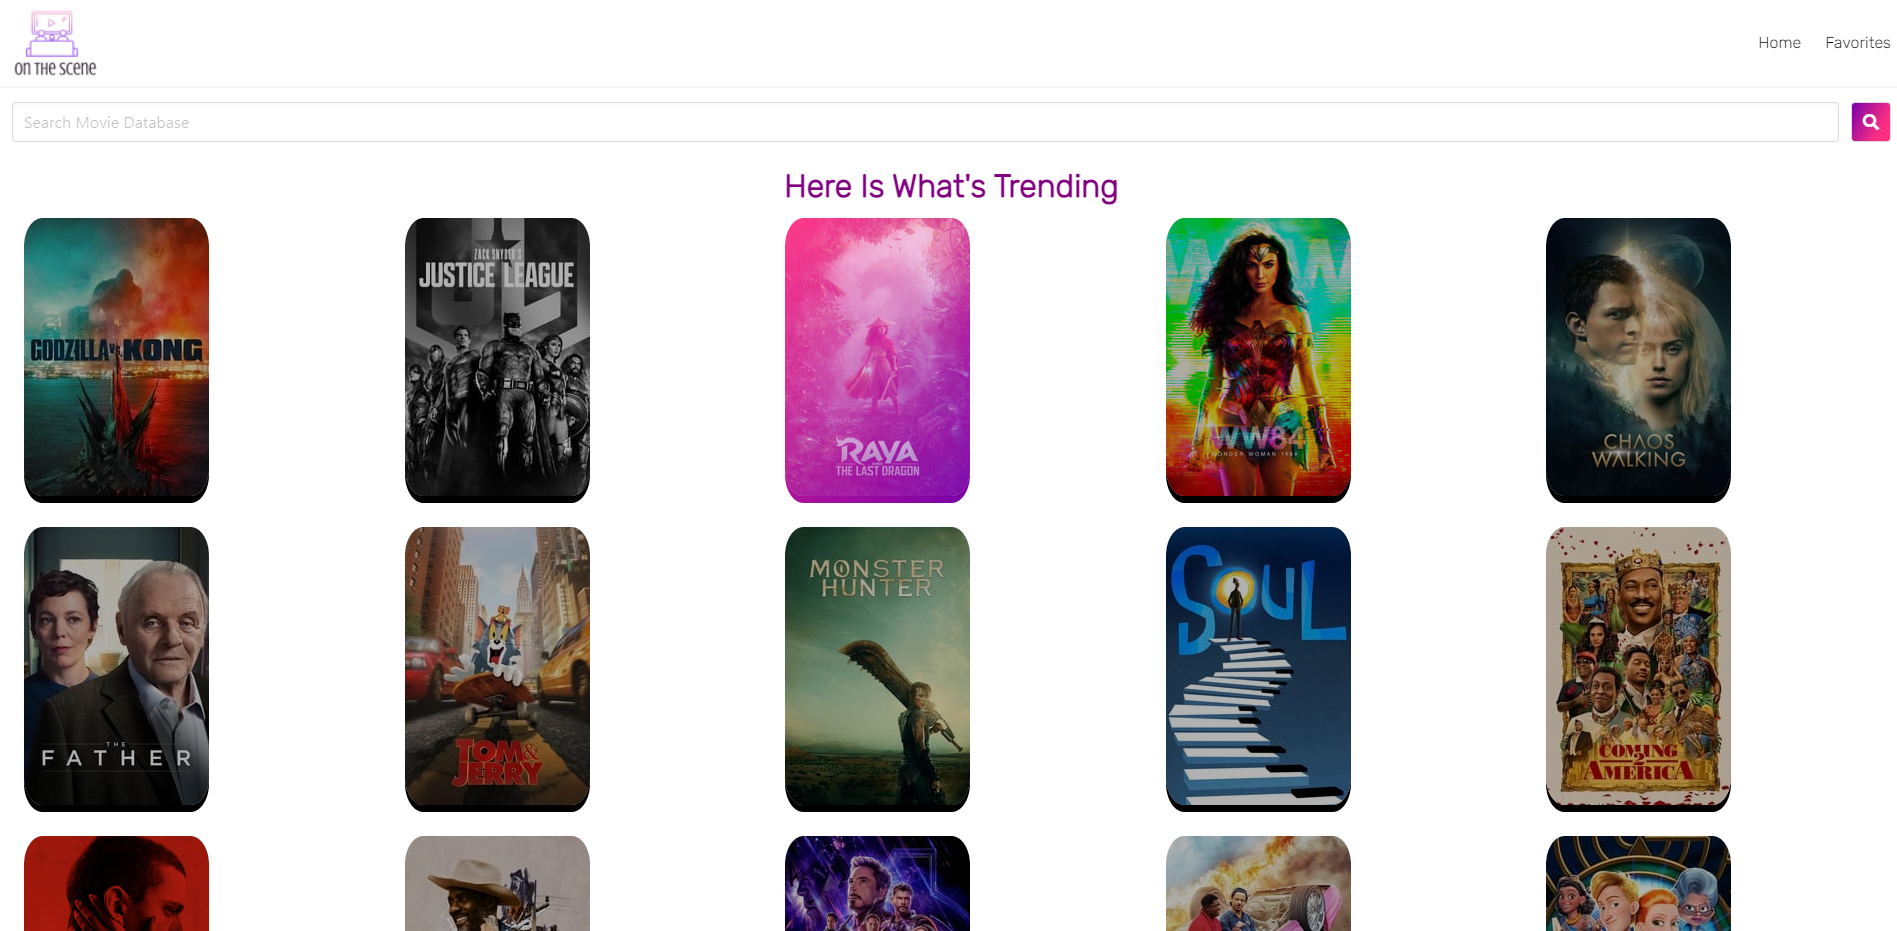 ON THE SCENE
Home Favorites
Search Movie Database
Here Is What's Trending
GODZILLA VS KONG
ZACK SNYDER'S
JUSTICE LEAGUE
JL
RAYA
AND
THE LAST DRAGON
WW
WW84
WONDER WOMAN 1984
CHAOS
WALKING
THE
FATHER
TOM &
JERRY
MONSTER
HUNTER
SOUL
COMING
2
AMERICA